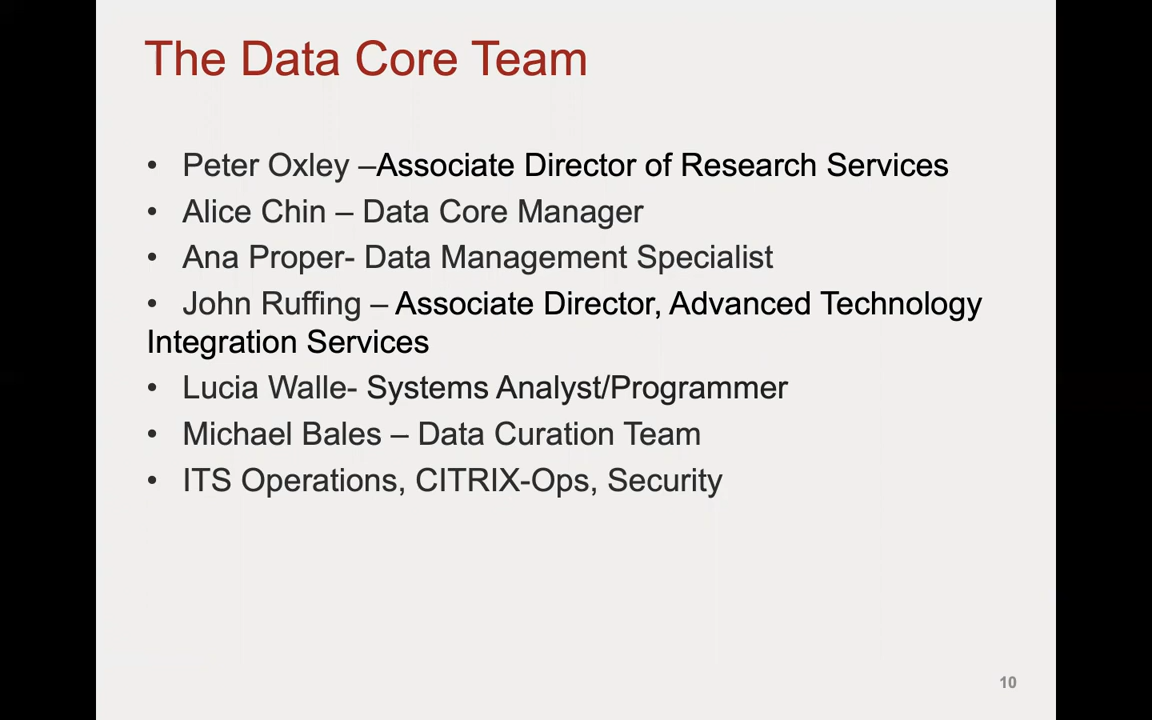 The Data Core Team
• Peter Oxley –Associate Director of Research Services
• Alice Chin – Data Core Manager
• Ana Proper- Data Management Specialist
• John Ruffing – Associate Director, Advanced Technology
Integration Services
• Lucia Walle- Systems Analyst/Programmer
• Michael Bales – Data Curation Team
• ITS Operations, CITRIX-Ops, Security
10